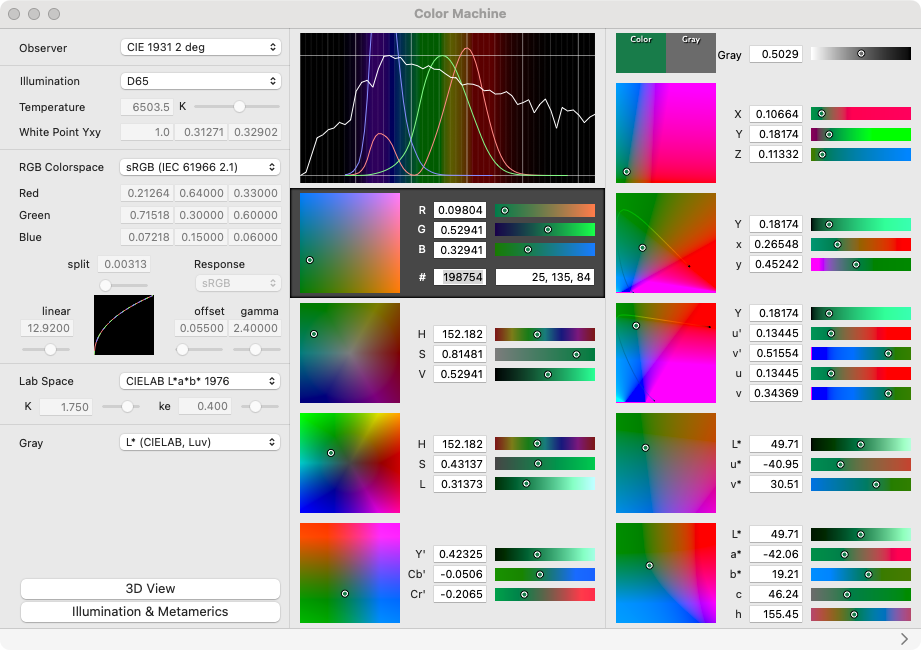 Color Machine
Observer CIE 1931 2 deg
Illumination D65
Temperature 6503.5 K
White Point Yxy 1.0 0.31271 0.32902
RGB Colorspace sRGB (IEC 61966 2.1)
Red 0.21264 0.64000 0.33000
Green 0.71518 0.30000 0.60000
Blue 0.07218 0.15000 0.06000
split 0.00313 Response
sRGB
linear offset gamma
12.9200 0.05500 2.40000
Lab Space CIELAB L*a*b* 1976
K 1.750 ke 0.400
Gray L* (CIELAB, Luv)
3D View
Illumination & Metamerics
R 0.09804
G 0.52941
B 0.32941
# 198754 25, 135, 84
H 152.182
S 0.81481
V 0.52941
H 152.182
S 0.43137
L 0.31373
Y' 0.42325
Cb' -0.0506
Cr' -0.2065
Color Gray
Gray 0.5029
X 0.10664
Y 0.18174
Z 0.11332
Y 0.18174
x 0.26548
y 0.45242
Y 0.18174
u' 0.13445
v' 0.51554
u 0.13445
v 0.34369
L* 49.71
u* -40.95
v* 30.51
L* 49.71
a* -42.06
b* 19.21
c 46.24
h 155.45